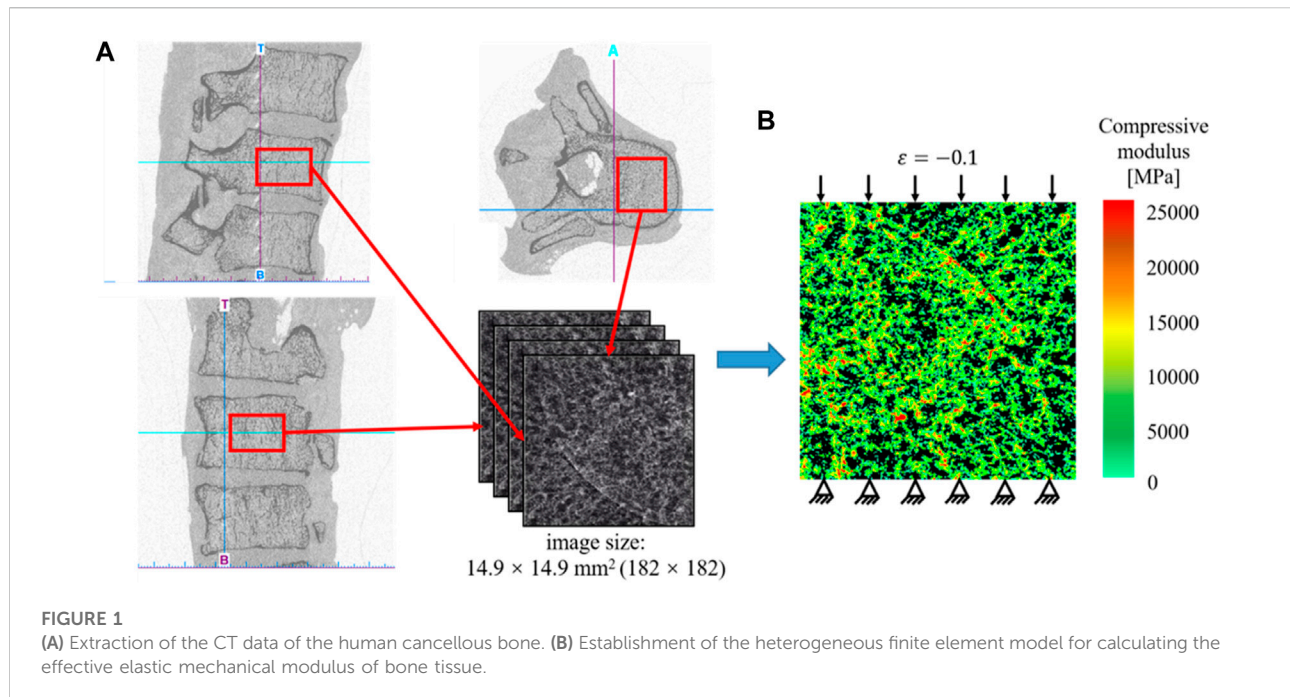 A
T
B
A
T
B
image size:
14.9 × 14.9 mm² (182 × 182)
B
ε = −0.1
Compressive
modulus
[MPa]
25000
20000
15000
10000
5000
0
FIGURE 1
(A) Extraction of the CT data of the human cancellous bone. (B) Establishment of the heterogeneous finite element model for calculating the
effective elastic mechanical modulus of bone tissue.